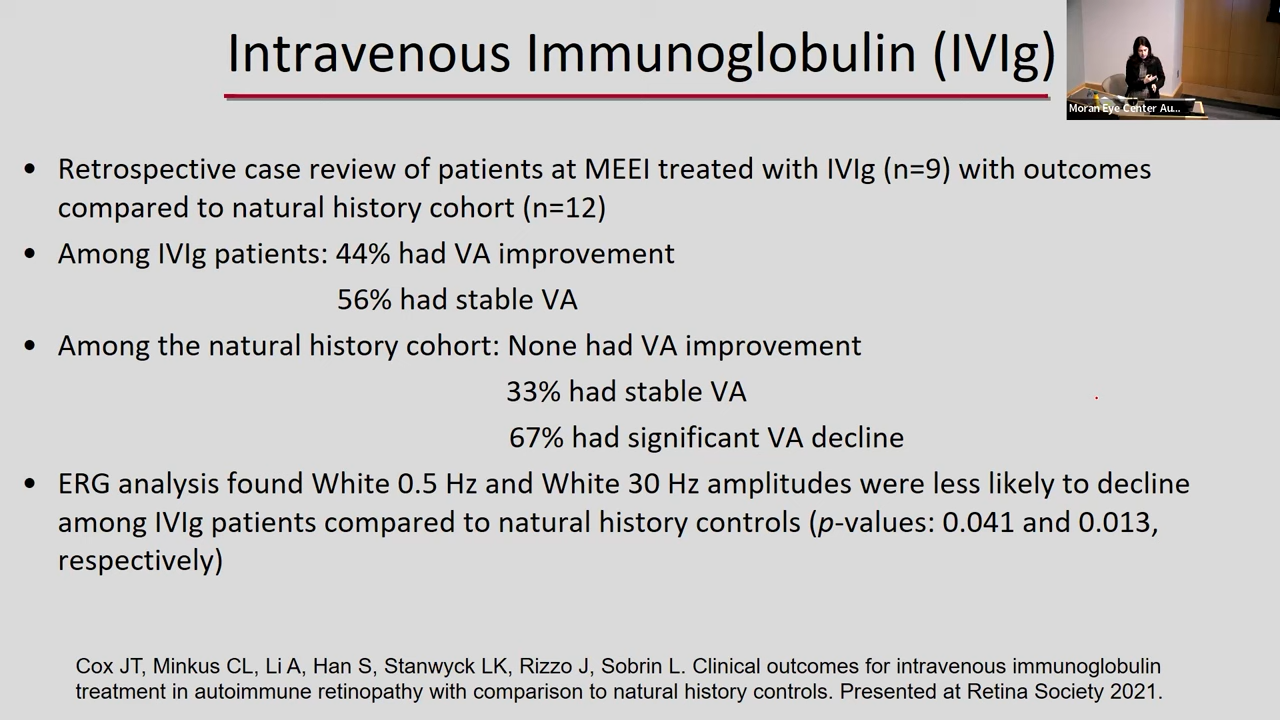 Intravenous Immunoglobulin (IVIg)
Moran Eye Center Au...
• Retrospective case review of patients at MEEI treated with IVIg (n=9) with outcomes
compared to natural history cohort (n=12)
• Among IVIg patients: 44% had VA improvement
56% had stable VA
• Among the natural history cohort: None had VA improvement
33% had stable VA
67% had significant VA decline
• ERG analysis found White 0.5 Hz and White 30 Hz amplitudes were less likely to decline
among IVIg patients compared to natural history controls (p-values: 0.041 and 0.013,
respectively)
Cox JT, Minkus CL, Li A, Han S, Stanwyck LK, Rizzo J, Sobrin L. Clinical outcomes for intravenous immunoglobulin
treatment in autoimmune retinopathy with comparison to natural history controls. Presented at Retina Society 2021.